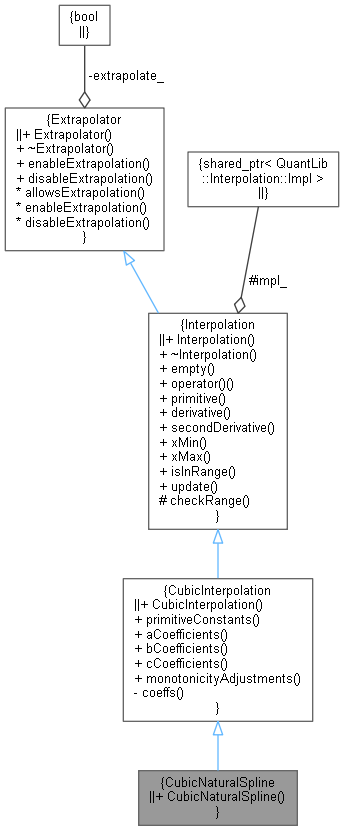 {bool
||}
-extrapolate_
{Extrapolator
||+ Extrapolator()
+ ~Extrapolator()
+ enableExtrapolation()
+ disableExtrapolation()
* allowsExtrapolation()
* enableExtrapolation()
* disableExtrapolation()
}
{shared_ptr< QuantLib
::Interpolation::Impl >
||}
#impl_
{Interpolation
||+ Interpolation()
+ ~Interpolation()
+ empty()
+ operator()()
+ primitive()
+ derivative()
+ secondDerivative()
+ xMin()
+ xMax()
+ isInRange()
+ update()
# checkRange()
}
{CubicInterpolation
||+ CubicInterpolation()
+ primitiveConstants()
+ aCoefficients()
+ bCoefficients()
+ cCoefficients()
+ monotonicityAdjustments()
- coeffs()
}
{CubicNaturalSpline
||+ CubicNaturalSpline()
}